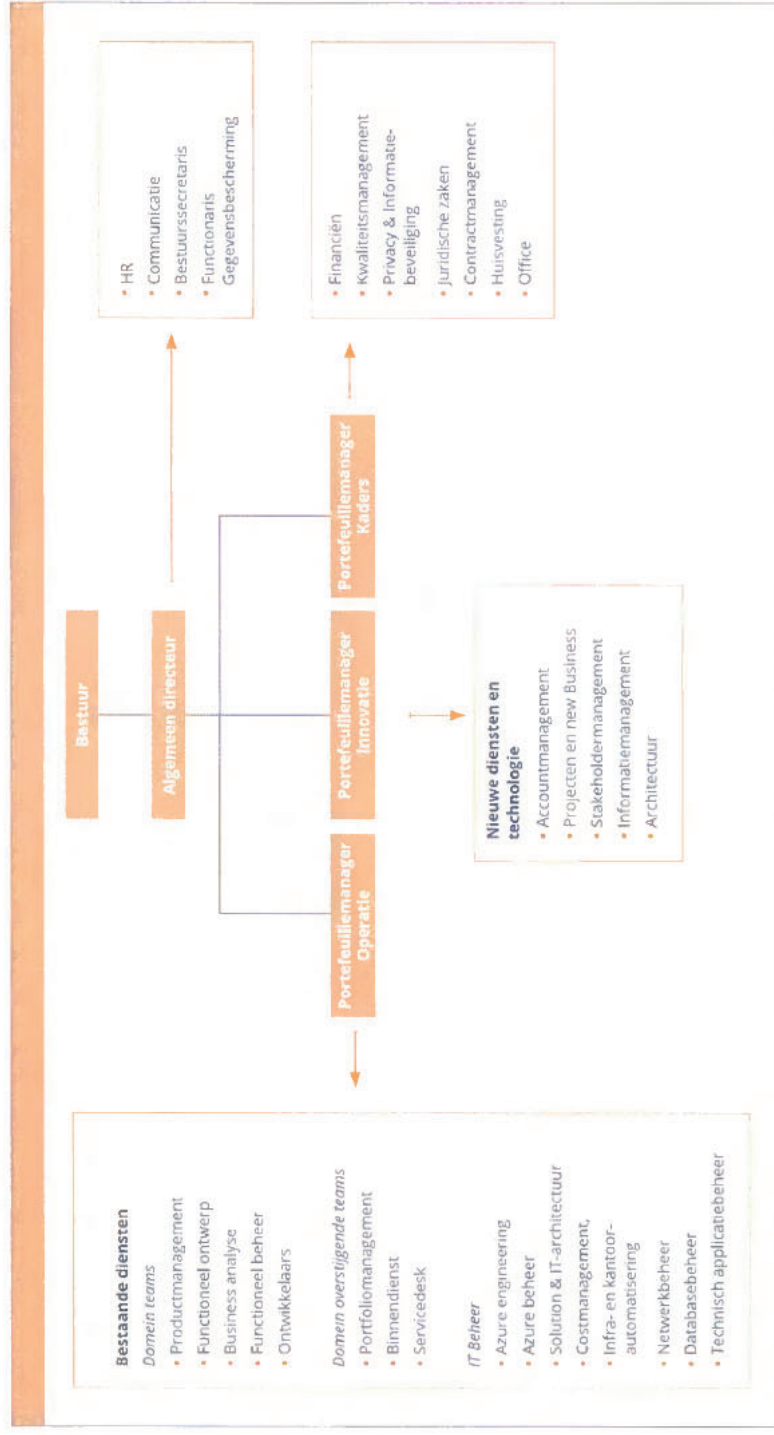 Bestuur
Algemeen directeur
• HR
• Communicatie
• Bestuurssecretaris
• Functionaris
Gegevensbescherming
Portefeuillemanager
Operatie
Portefeuillemanager
Innovatie
Portefeuillemanager
Kaders
Bestaande diensten
Domein teams
• Productmanagement
• Functioneel ontwerp
• Business analyse
• Functioneel beheer
• Ontwikkelaars
Domein overstijgende teams
• Portfoliomanagement
• Binnendienst
• Servicedesk
IT Beheer
• Azure engineering
• Azure beheer
• Solution & IT-architectuur
• Costmanagement,
• Infra- en kantoor-
automatisering
• Netwerkbeheer
• Databasebeheer
• Technisch applicatiebeheer
Nieuwe diensten en
technologie
• Accountmanagement
• Projecten en new Business
• Stakeholdermanagement
• Informatiemanagement
• Architectuur
• Financiën
• Kwaliteitsmanagement
• Privacy & Informatie-
beveiliging
• Juridische zaken
• Contractmanagement
• Huisvesting
• Office